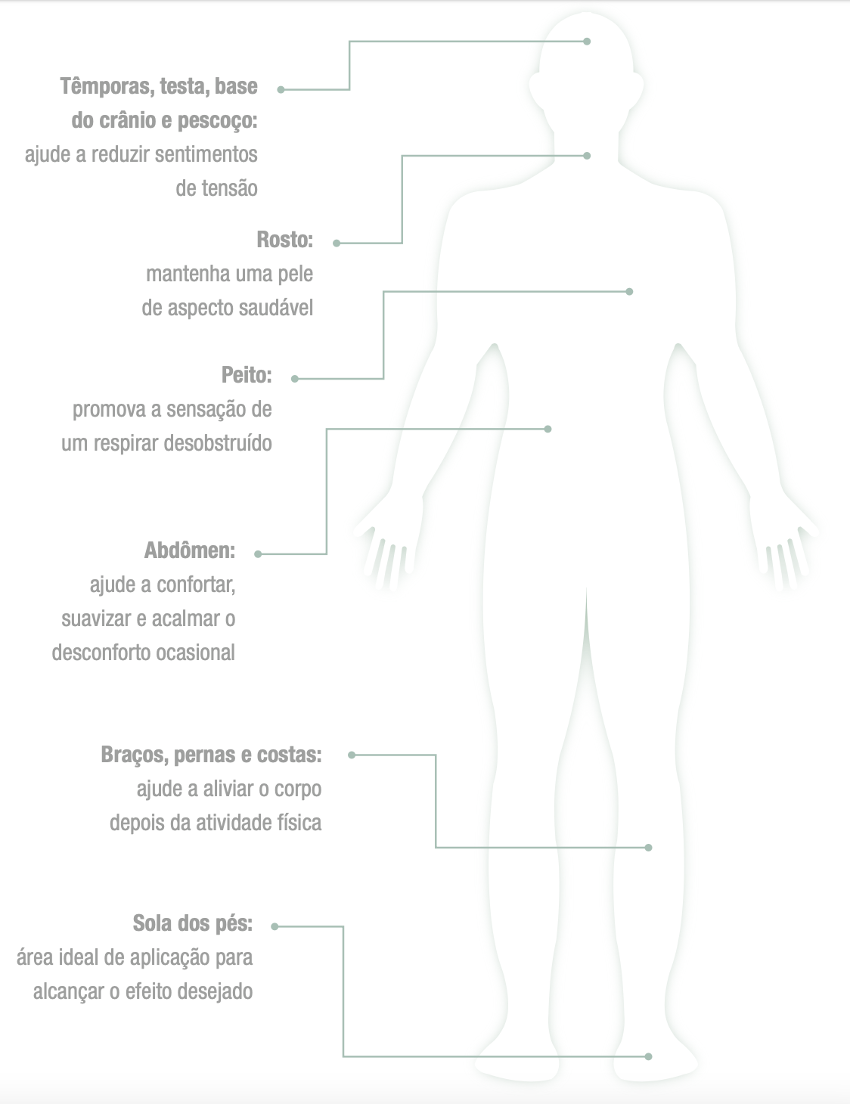 Têmporas, testa, base
do crânio e pescoço:
ajude a reduzir sentimentos
de tensão
Rosto:
mantenha uma pele
de aspecto saudável
Peito:
promova a sensação de
um respirar desobstruído
Abdômen:
ajude a confortar,
suavizar e acalmar o
desconforto ocasional
Braços, pernas e costas:
ajude a aliviar o corpo
depois da atividade física
Sola dos pés:
área ideal de aplicação para
alcançar o efeito desejado